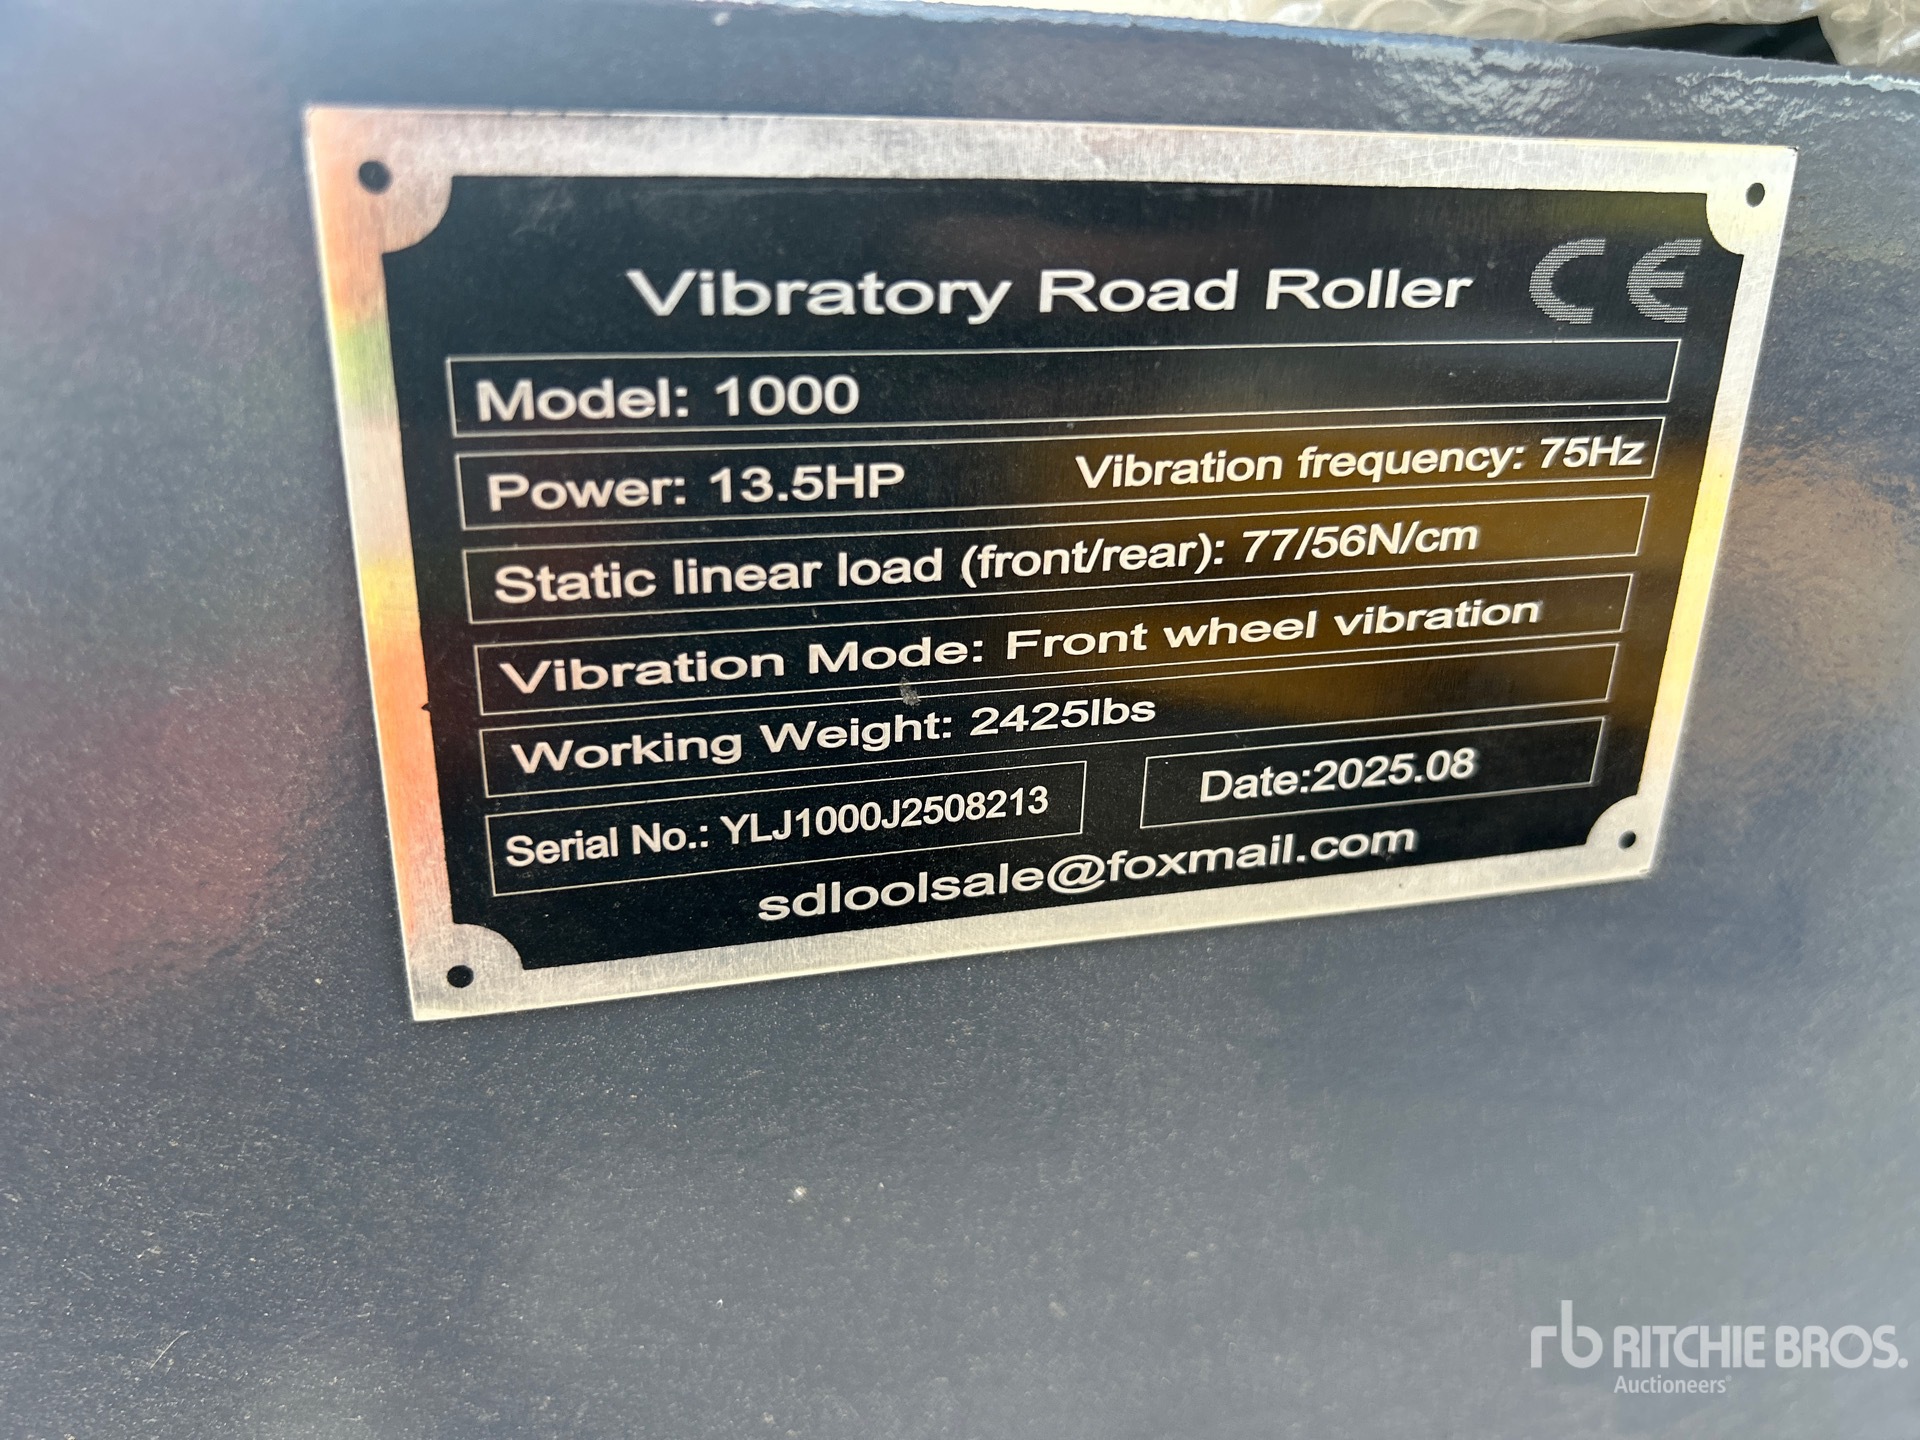 Vibratory Road Roller CE
Model: 1000
Power: 13.5HP Vibration frequency: 75Hz
Static linear load (front/rear): 77/56N/cm
Vibration Mode: Front wheel vibration
Working Weight: 2425lbs
Serial No.: YLJ1000J2508213 Date:2025.08
sdloolsale@foxmail.com
rb RITCHIE BROS.
Auctioneers